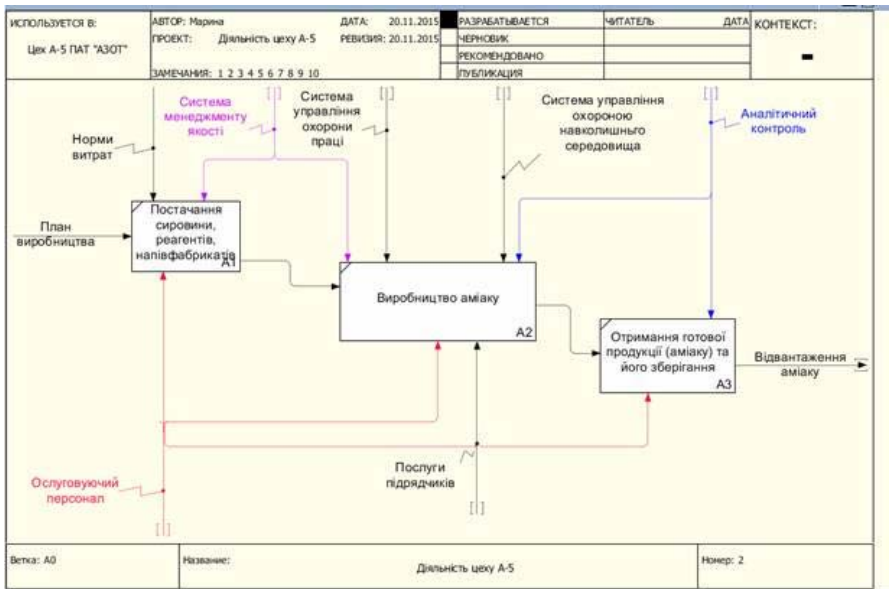 ИСПОЛЬЗУЕТСЯ В:
Цех А-5 ПАТ "АЗОТ"
АВТОР: Марина
ДАТА: 20.11.2015
ПРОЕКТ: Діяльність цеху А-5
РЕВИЗИЯ: 20.11.2015
ЗАМЕЧАНИЯ: 1 2 3 4 5 6 7 8 9 10
РАЗРАБАТЫВАЕТСЯ
ЧЕРНОВИК
РЕКОМЕНДОВАНО
ПУБЛИКАЦИЯ
ЧИТАТЕЛЬ
ДАТА
КОНТЕКСТ:
Норми
витрат
Система
менеджменту
якості
Система
управління
охорони
праці
Система управління
охороною
навколишнього
середовища
Аналітичний
контроль
План
виробництва
Постачання
сировини,
реагентів,
напівфабрикатів
А1
Виробництво аміаку
А2
Отримання готової
продукції (аміаку) та
його зберігання
А3
Відвантаження
аміаку
Ослуговуючий
персонал
Послуги
підрядчиків
Ветка: А0
Название:
Діяльність цеху А-5
Номер: 2